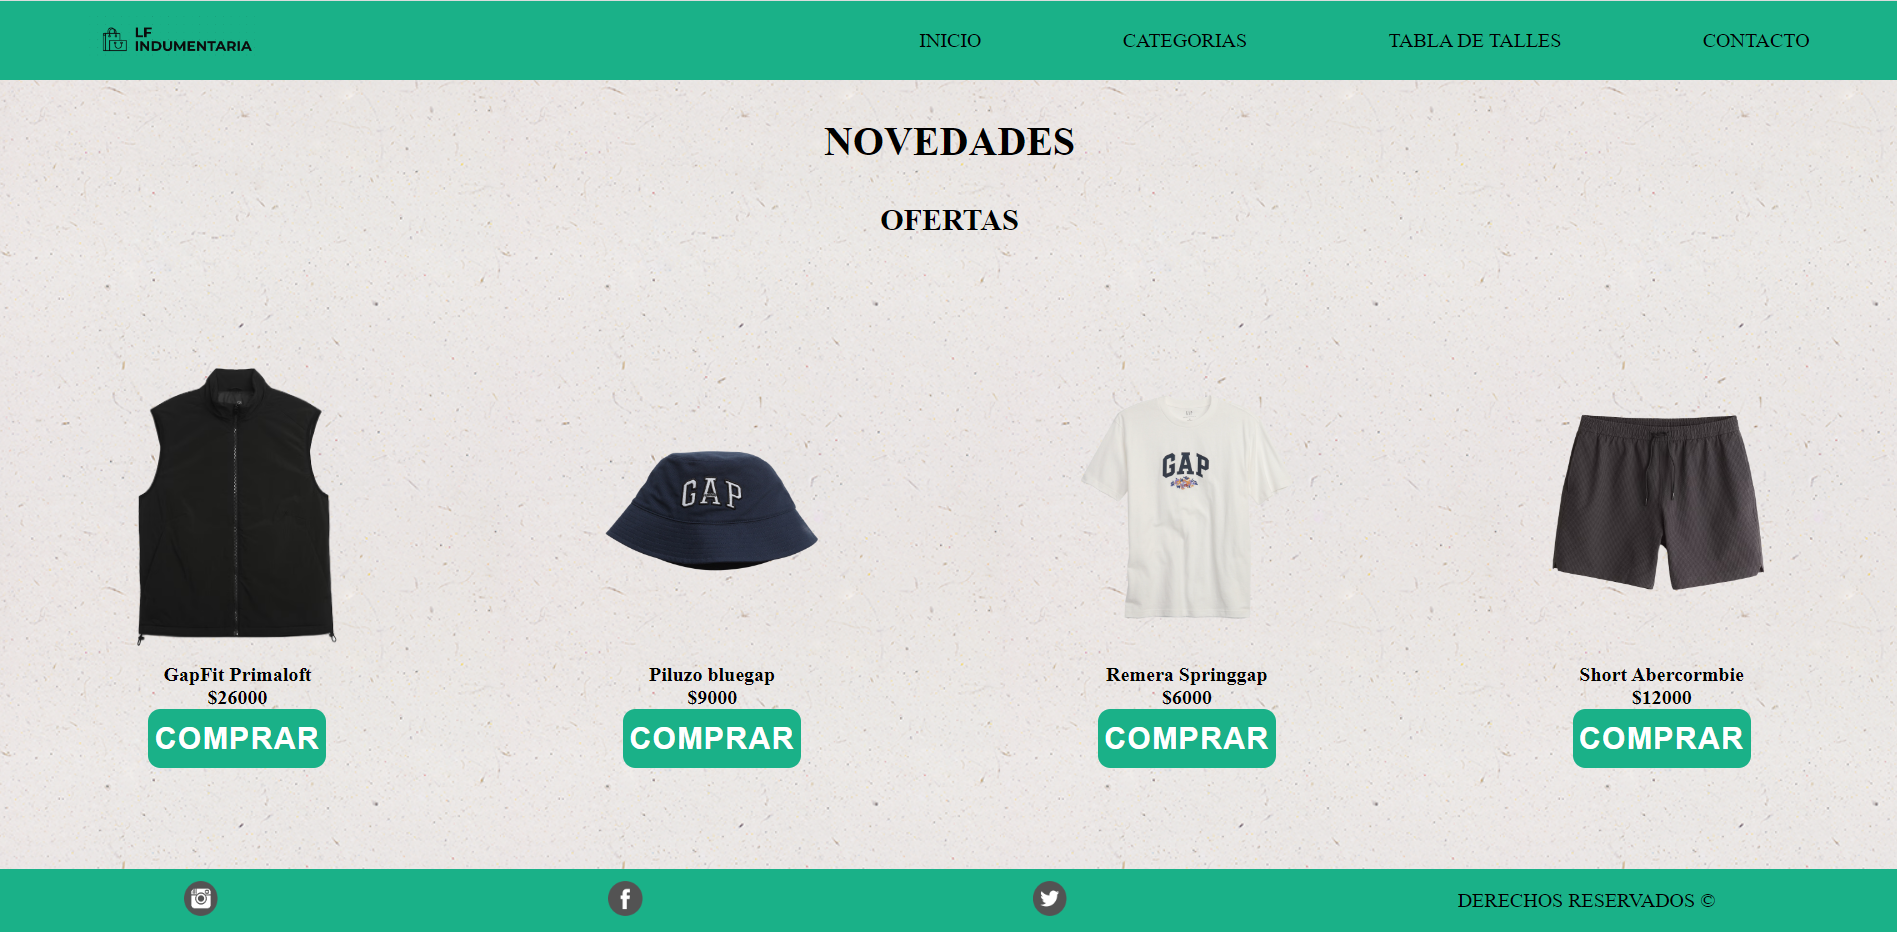 LF
INDUMENTARIA
INICIO
CATEGORIAS
TABLA DE TALLES
CONTACTO
NOVEDADES
OFERTAS
GAP
GAP
GapFit Primaloft
$26000
COMPRAR
Piluzo bluegap
$9000
COMPRAR
Remera Springgap
$6000
COMPRAR
Short Abercormbie
$12000
COMPRAR
DERECHOS RESERVADOS ©